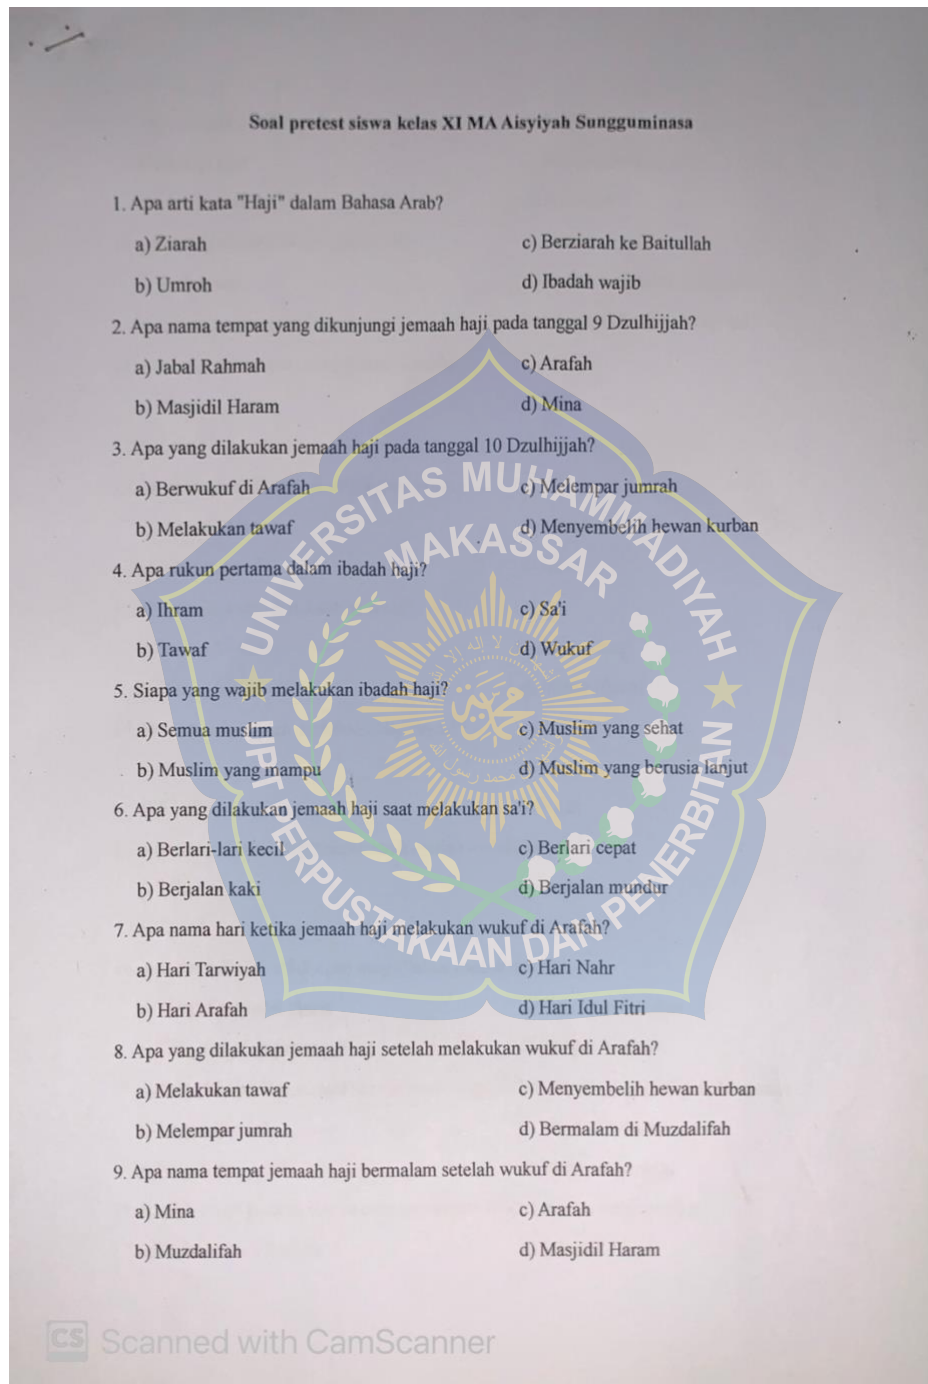 Soal pretest siswa kelas XI MA Aisyiyah Sungguminasa
1. Apa arti kata "Haji" dalam Bahasa Arab?
a) Ziarah c) Berziarah ke Baitullah
b) Umroh d) Ibadah wajib
2. Apa nama tempat yang dikunjungi jemaah haji pada tanggal 9 Dzulhijjah?
a) Jabal Rahmah c) Arafah
b) Masjidil Haram d) Mina
3. Apa yang dilakukan jemaah haji pada tanggal 10 Dzulhijjah?
a) Berwukuf di Arafah c) Melempar jumrah
b) Melakukan tawaf d) Menyembelih hewan kurban
4. Apa rukun pertama dalam ibadah haji?
a) Ihram c) Sa'i
b) Tawaf d) Wukuf
5. Siapa yang wajib melakukan ibadah haji?
a) Semua muslim c) Muslim yang sehat
b) Muslim yang mampu d) Muslim yang berusia lanjut
6. Apa yang dilakukan jemaah haji saat melakukan sa'i?
a) Berlari-lari kecil c) Berlari cepat
b) Berjalan kaki d) Berjalan mundur
7. Apa nama hari ketika jemaah haji melakukan wukuf di Arafah?
a) Hari Tarwiyah c) Hari Nahr
b) Hari Arafah d) Hari Idul Fitri
8. Apa yang dilakukan jemaah haji setelah melakukan wukuf di Arafah?
a) Melakukan tawaf c) Menyembelih hewan kurban
b) Melempar jumrah d) Bermalam di Muzdalifah
9. Apa nama tempat jemaah haji bermalam setelah wukuf di Arafah?
a) Mina c) Arafah
b) Muzdalifah d) Masjidil Haram
UNIVERSITAS MUHAMMADIYAH
MAKASSAR
UPT PERPUSTAKAAN DAN PENERBITAN
CS Scanned with CamScanner